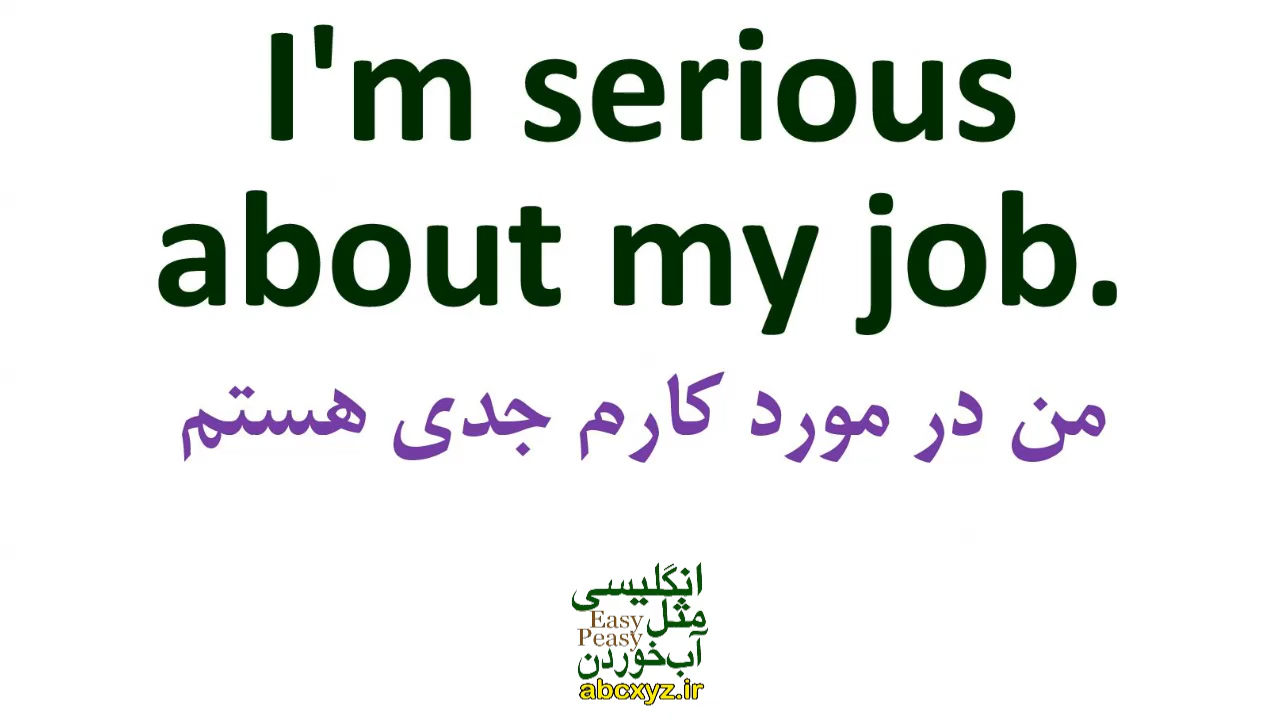 I'm serious
about my job.
من در مورد کارم جدی هستم
انگلیسی
مثل
Easy
Peasy
آب‌خوردن
abcxyz.ir